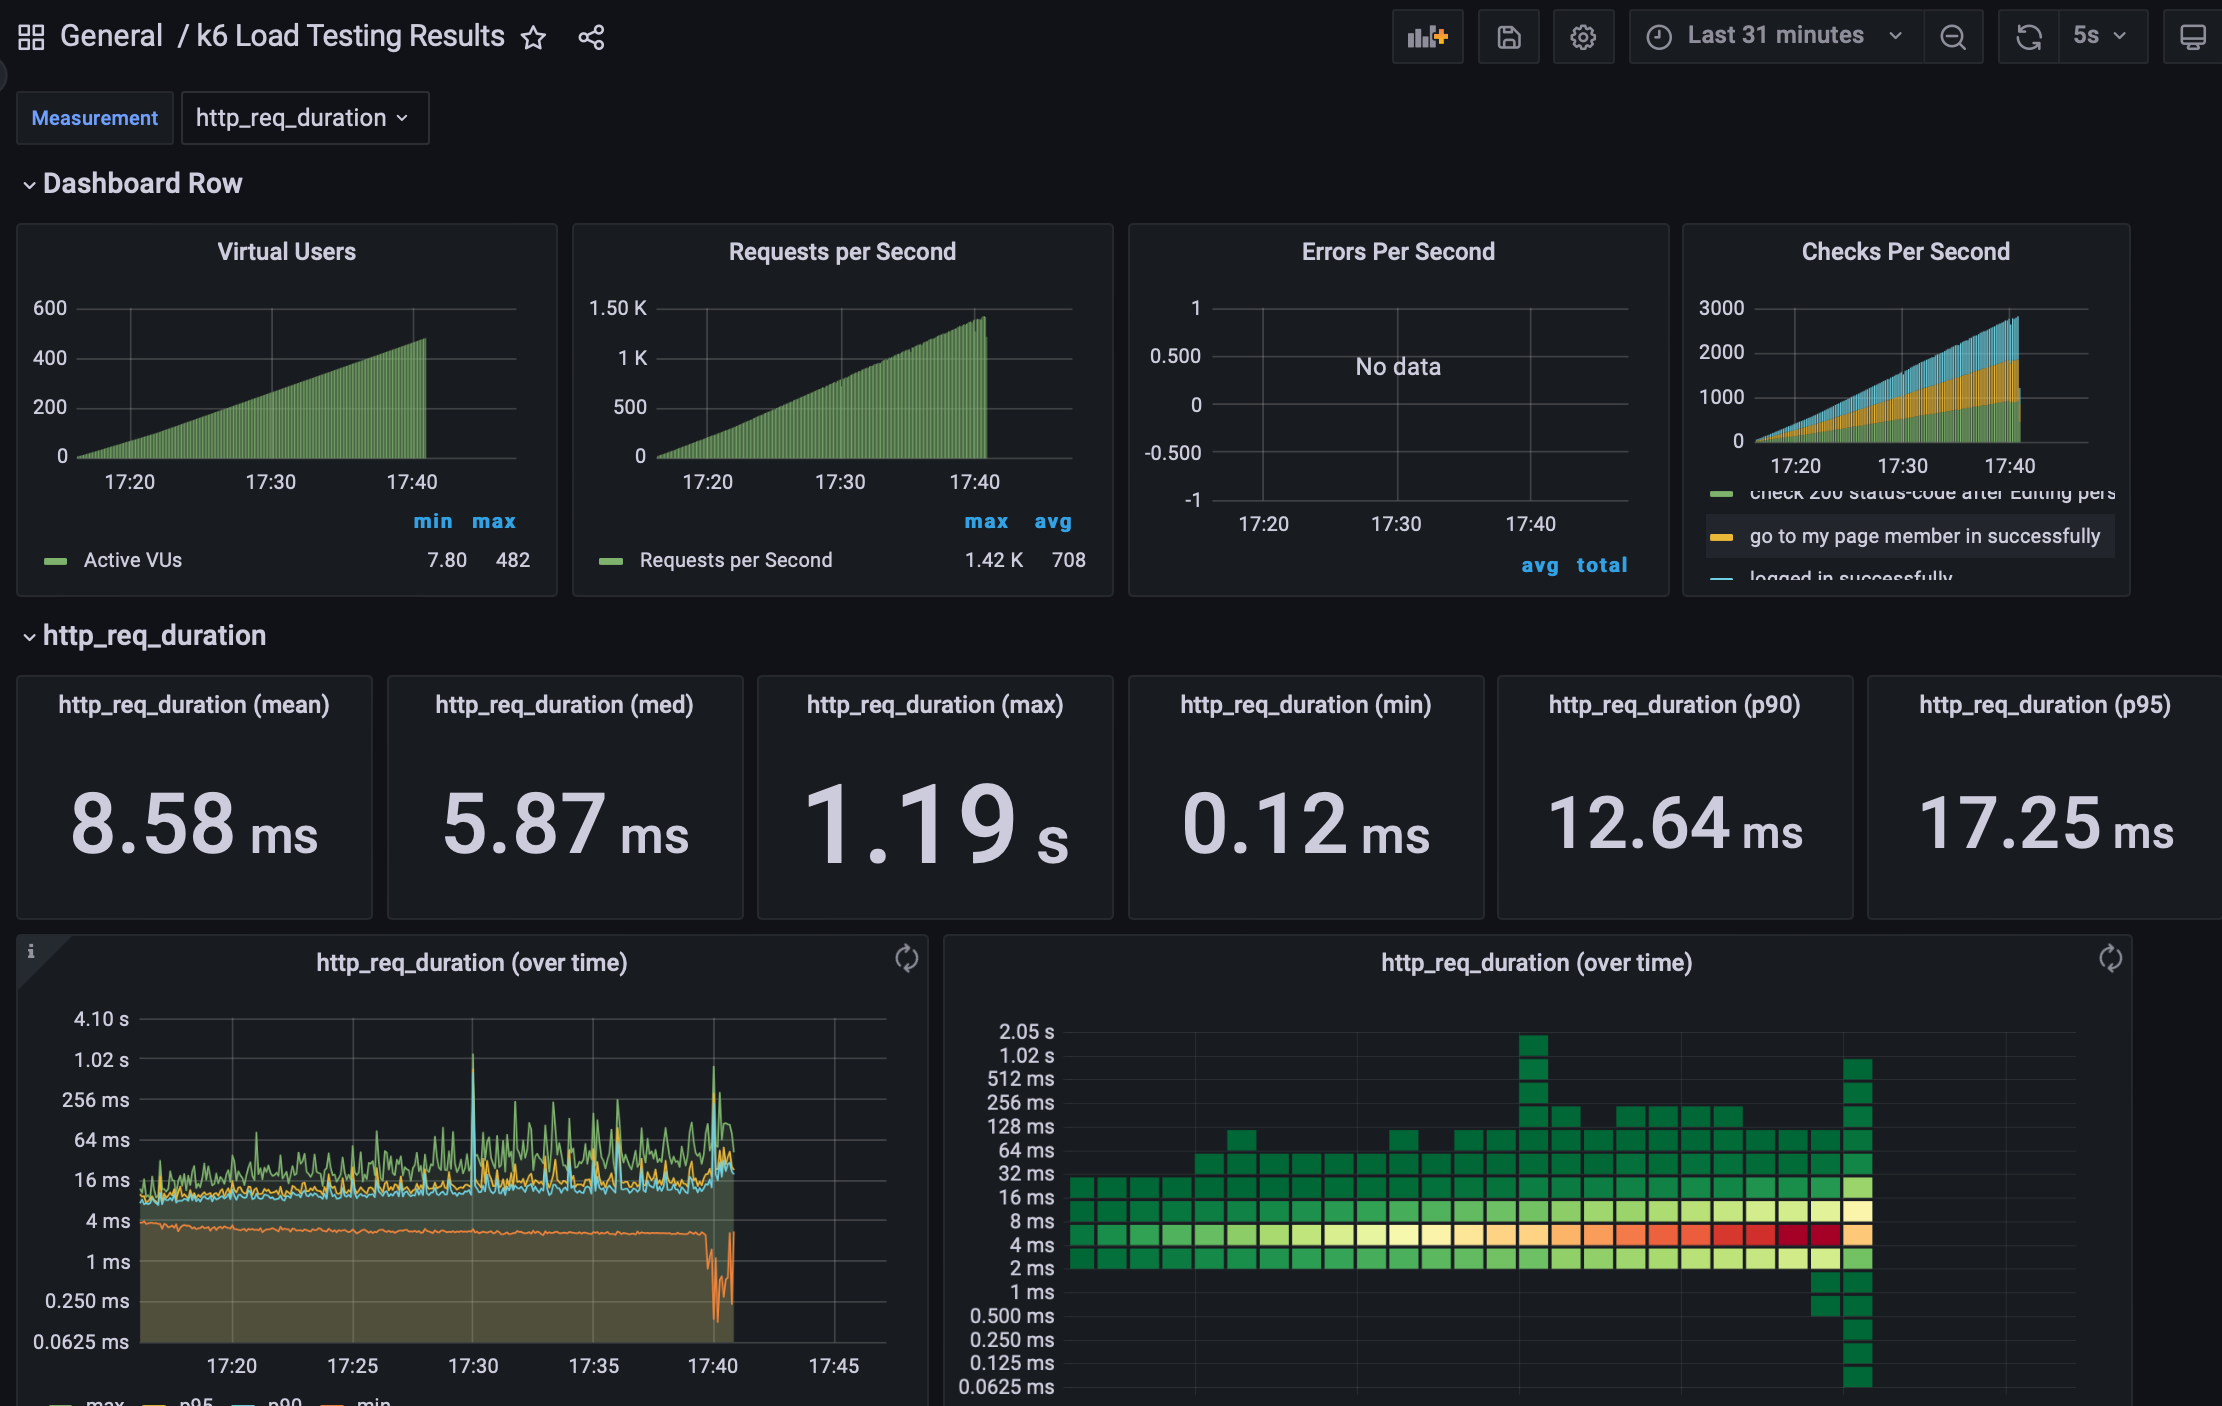 General / k6 Load Testing Results
Last 31 minutes
5s
Measurement
http_req_duration
Dashboard Row
Virtual Users
600
400
200
0
17:20 17:30 17:40
min max
Active VUs 7.80 482
Requests per Second
1.50 K
1 K
500
0
17:20 17:30 17:40
max avg
Requests per Second 1.42 K 708
Errors Per Second
1
0.500
0
-0.500
-1
No data
17:20 17:30 17:40
avg total
Checks Per Second
3000
2000
1000
0
17:20 17:30 17:40
check 200 status-code after Editing pers
go to my page member in successfully
logged in successfully
http_req_duration
http_req_duration (mean)
8.58 ms
http_req_duration (med)
5.87 ms
http_req_duration (max)
1.19 s
http_req_duration (min)
0.12 ms
http_req_duration (p90)
12.64 ms
http_req_duration (p95)
17.25 ms
i
http_req_duration (over time)
4.10 s
1.02 s
256 ms
64 ms
16 ms
4 ms
1 ms
0.250 ms
0.0625 ms
17:20 17:25 17:30 17:35 17:40 17:45
max p95 p90 min
http_req_duration (over time)
2.05 s
1.02 s
512 ms
256 ms
128 ms
64 ms
32 ms
16 ms
8 ms
4 ms
2 ms
1 ms
0.500 ms
0.250 ms
0.125 ms
0.0625 ms